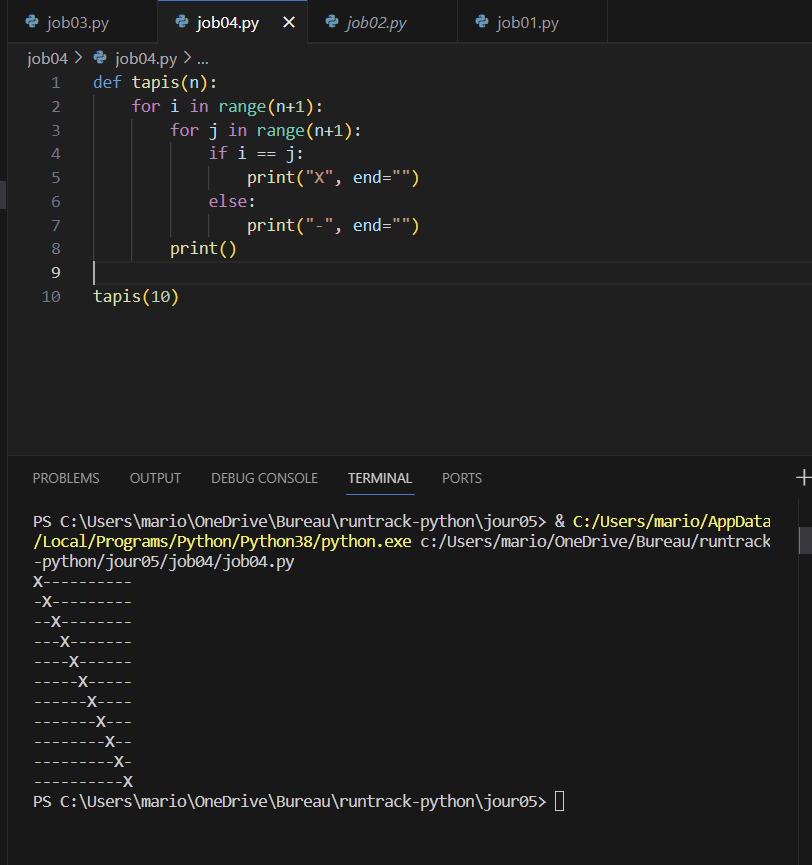 job03.py job04.py × job02.py job01.py
job04 > job04.py > ...
1 def tapis(n):
2     for i in range(n+1):
3         for j in range(n+1):
4             if i == j:
5                 print("X", end="")
6             else:
7                 print("-", end="")
8         print()
9
10 tapis(10)
PROBLEMS OUTPUT DEBUG CONSOLE TERMINAL PORTS +
PS C:\Users\mario\OneDrive\Bureau\runtrack-python\jour05> & C:/Users/mario/AppData
/Local/Programs/Python/Python38/python.exe c:/Users/mario/OneDrive/Bureau/runtrack
-python/jour05/job04/job04.py
X----------
-X---------
--X--------
---X-------
----X------
-----X-----
------X----
-------X---
--------X--
---------X-
----------X
PS C:\Users\mario\OneDrive\Bureau\runtrack-python\jour05>